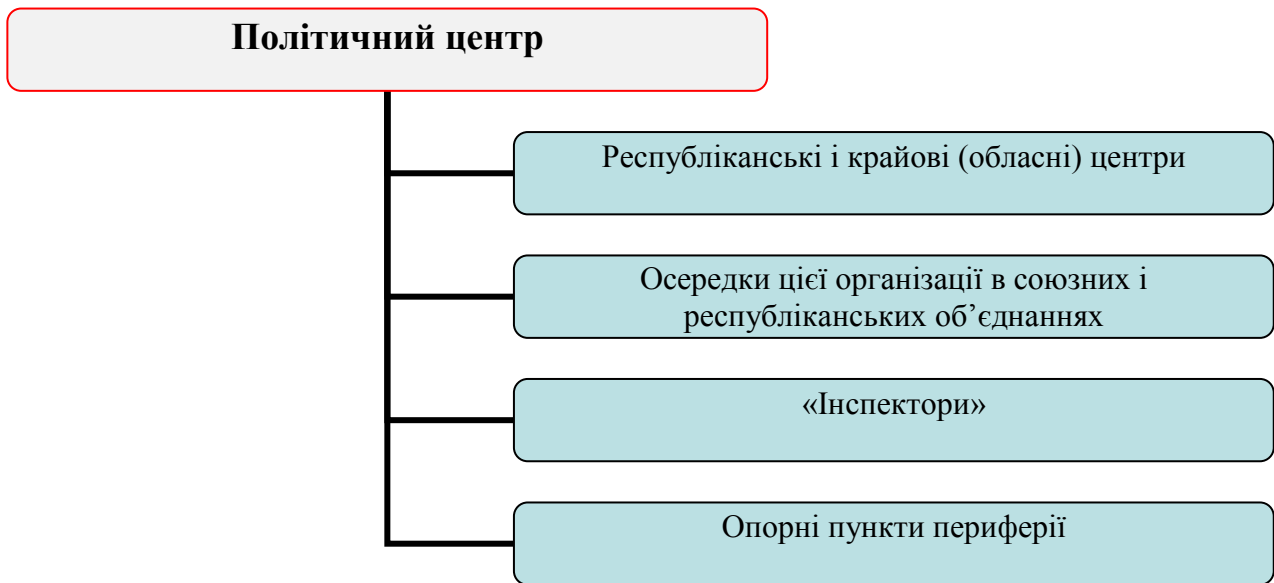 Політичний центр
Республіканські і крайові (обласні) центри
Осередки цієї організації в союзних і
республіканських об’єднаннях
«Інспектори»
Опорні пункти периферії